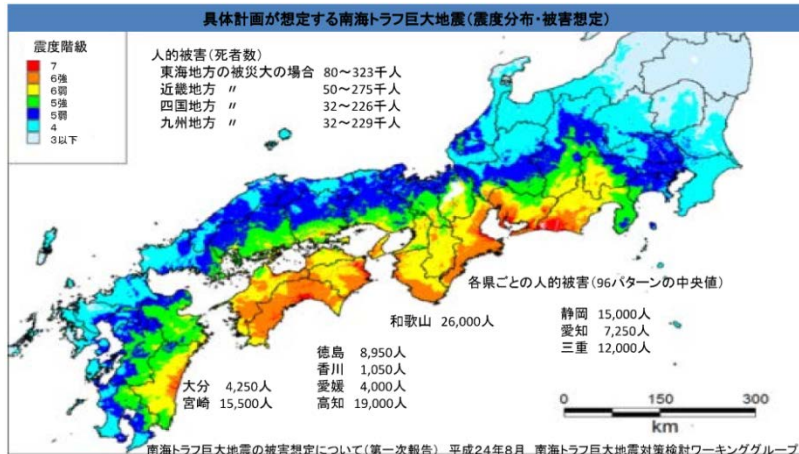 具体計画が想定する南海トラフ巨大地震(震度分布・被害想定)
震度階級
7
6強
6弱
5強
5弱
4
3以下
人的被害(死者数)
東海地方の被災大の場合 80～323千人
近畿地方 〃 50～275千人
四国地方 〃 32～226千人
九州地方 〃 32～229千人
各県ごとの人的被害(96パターンの中央値)
静岡 15,000人
愛知 7,250人
三重 12,000人
和歌山 26,000人
徳島 8,950人
香川 1,050人
愛媛 4,000人
高知 19,000人
大分 4,250人
宮崎 15,500人
0 150 300
km
南海トラフ巨大地震の被害想定について(第一次報告) 平成24年8月 南海トラフ巨大地震対策検討ワーキンググループ